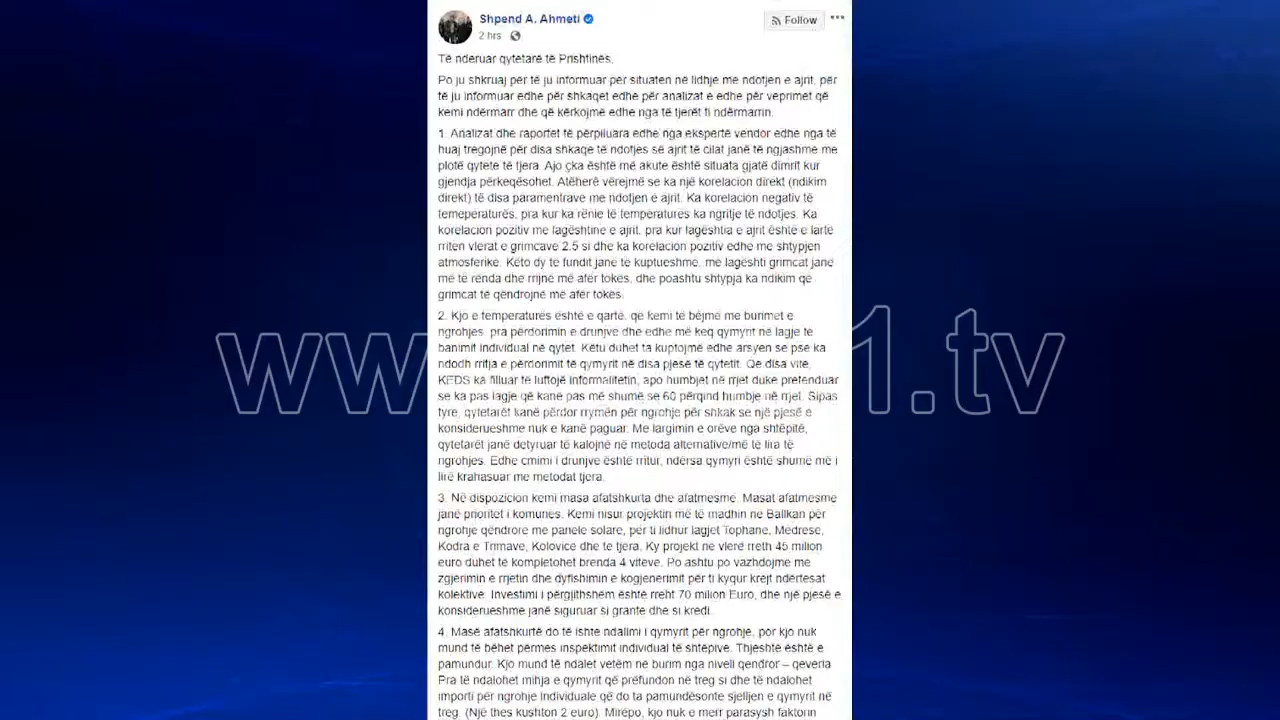 Shpend A. Ahmeti
2 hrs
Follow
Të nderuar qytetarë të Prishtinës,
Po ju shkruaj për të ju informuar për situatën në lidhje me ndotjen e ajrit, për
të ju informuar edhe për shkaqet edhe për analizat e edhe për veprimet që
kemi ndërmarr dhe që kërkojmë edhe nga të tjerët ti ndërmarrin.
1. Analizat dhe raportet të përpiluara edhe nga ekspertë vendor edhe nga të
huaj tregojnë për disa shkaqe të ndotjes së ajrit të cilat janë të ngjashme me
plotë qytete të tjera. Ajo çka është më akute është situata gjatë dimrit kur
gjendja përkeqësohet. Atëherë vërejmë se ka një korelacion direkt (ndikim
direkt) të disa paramentrave me ndotjen e ajrit. Ka korelacion negativ të
temeperaturës, pra kur ka rënie të temperatures ka ngritje të ndotjes. Ka
korelacion pozitiv me lagështinë e ajrit, pra kur lagështia e ajrit është e lartë
rriten vlerat e grimcave 2.5 si dhe ka korelacion pozitiv edhe me shtypjen
atmosferike. Këto dy të fundit janë të kuptueshme, me lagështi grimcat janë
më të rënda dhe rrijnë më afër tokës, dhe poashtu shtypja ka ndikim që
grimcat të qëndrojnë më afër tokës.
2. Kjo e temperaturës është e qartë, që kemi të bëjmë me burimet e
ngrohjes, pra përdorimin e drunjve dhe edhe më keq qymyrit në lagje të
banimit individual në qytet. Këtu duhet ta kuptojmë edhe arsyen se pse ka
ndodh rritja e përdorimit të qymyrit në disa pjesë të qytetit. Qe disa vite,
KEDS ka filluar të luftojë informalitetin, apo humbjet në rrjet duke pretenduar
se ka pas lagje që kanë pas më shumë se 60 përqind humbje në rrjet. Sipas
tyre, qytetarët kanë përdor rrymën për ngrohje për shkak se një pjesë e
konsiderueshme nuk e kanë paguar. Me largimin e orëve nga shtëpitë,
qytetarët janë detyruar të kalojnë në metoda alternative/më të lira të
ngrohjes. Edhe cmimi i drunjve është rritur, ndërsa qymyri është shumë më i
lirë krahasuar me metodat tjera.
3. Në dispozicion kemi masa afatshkurta dhe afatmesme. Masat afatmesme
janë prioritet i komunës. Kemi nisur projektin më të madhin në Ballkan për
ngrohje qëndrore me panele solare, për ti lidhur lagjet Tophane, Medrese,
Kodra e Trimave, Kolovice dhe të tjera. Ky projekt në vlerë rreth 45 milion
euro duhet të kompletohet brenda 4 viteve. Po ashtu po vazhdojme me
zgjerimin e rrjetin dhe dyfishimin e kogjenerimit për ti kyqur krejt ndërtesat
kolektive. Investimi i përgjithshëm është rreht 70 milion Euro, dhe një pjesë e
konsiderueshme janë siguruar si grante dhe si kredi.
4. Masë afatshkurtë do të ishte ndalimi i qymyrit për ngrohje, por kjo nuk
mund të bëhet përmes inspektimit individual të shtëpive. Thjeshtë është e
pamundur. Kjo mund të ndalet vetëm në burim nga niveli qendror – qeveria
Pra të ndalohet mihja e qymyrit që përfundon në treg si dhe të ndalohet
importi për ngrohje individuale që do ta pamundësonte sjelljen e qymyrit në
treg. (Një thes kushton 2 euro). Mirëpo, kjo nuk e merr parasysh faktorin
www 1.tv